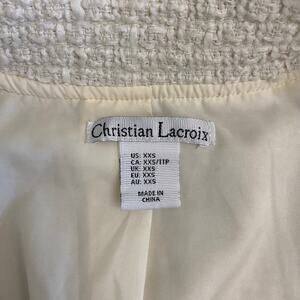 Christian Lacroix
US: XXS
CA: XXS/TTP
UK: XXS
EU: XXS
AU: XXS
MADE IN
CHINA